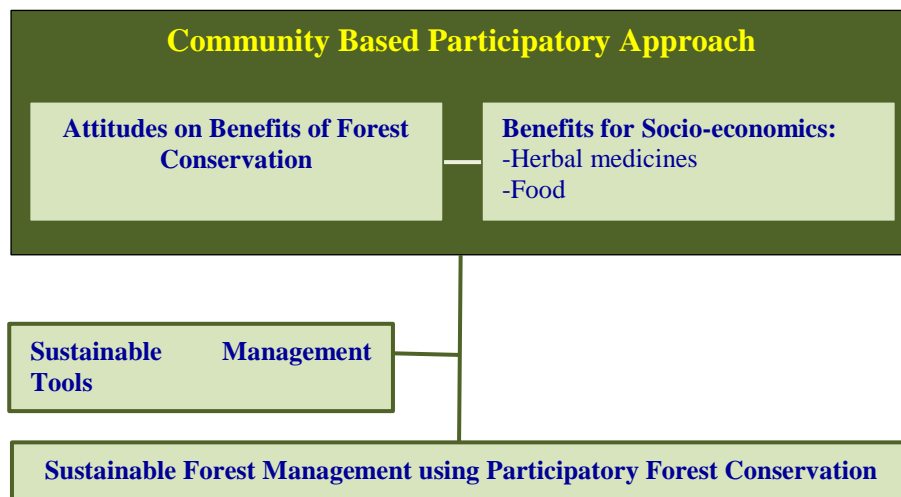 Community Based Participatory Approach
Attitudes on Benefits of Forest
Conservation
Benefits for Socio-economics:
-Herbal medicines
-Food
Sustainable Management
Tools
Sustainable Forest Management using Participatory Forest Conservation